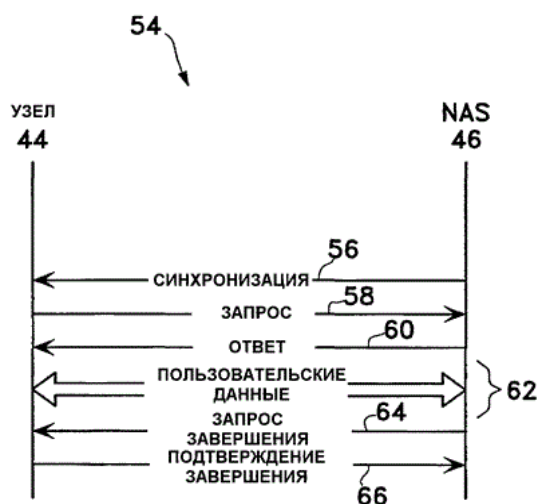 54
УЗЕЛ
44
NAS
46
СИНХРОНИЗАЦИЯ
56
ЗАПРОС
58
ОТВЕТ
60
ПОЛЬЗОВАТЕЛЬСКИЕ
ДАННЫЕ
62
ЗАПРОС
ЗАВЕРШЕНИЯ
64
ПОДТВЕРЖДЕНИЕ
ЗАВЕРШЕНИЯ
66